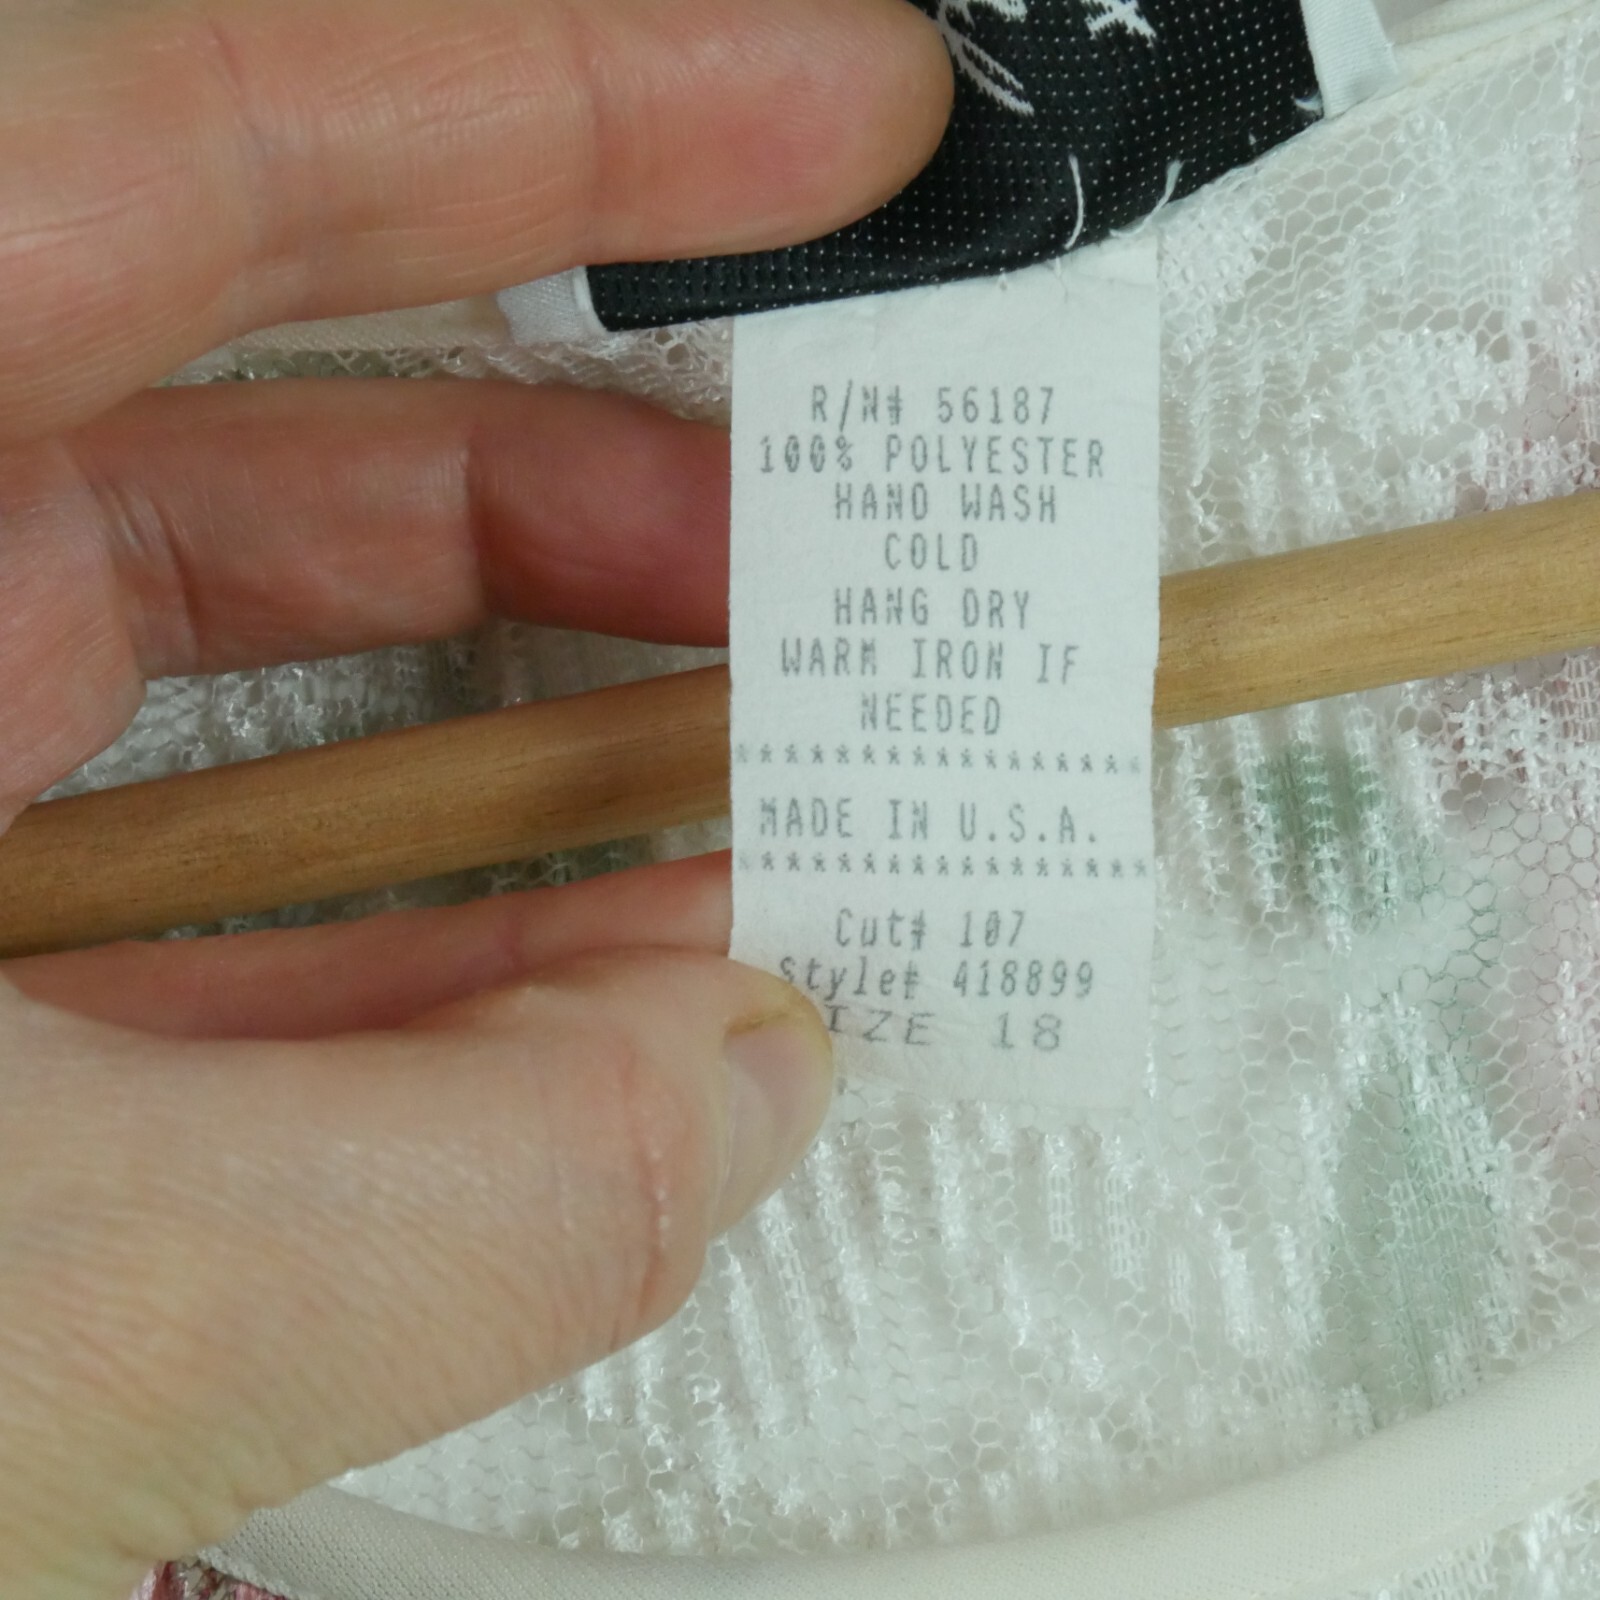 R/N# 56187
100% POLYESTER
HAND WASH
COLD
HANG DRY
WARM IRON IF
NEEDED
*****************
MADE IN U.S.A.
*****************
Cut# 107
Style# 418899
IZE 18